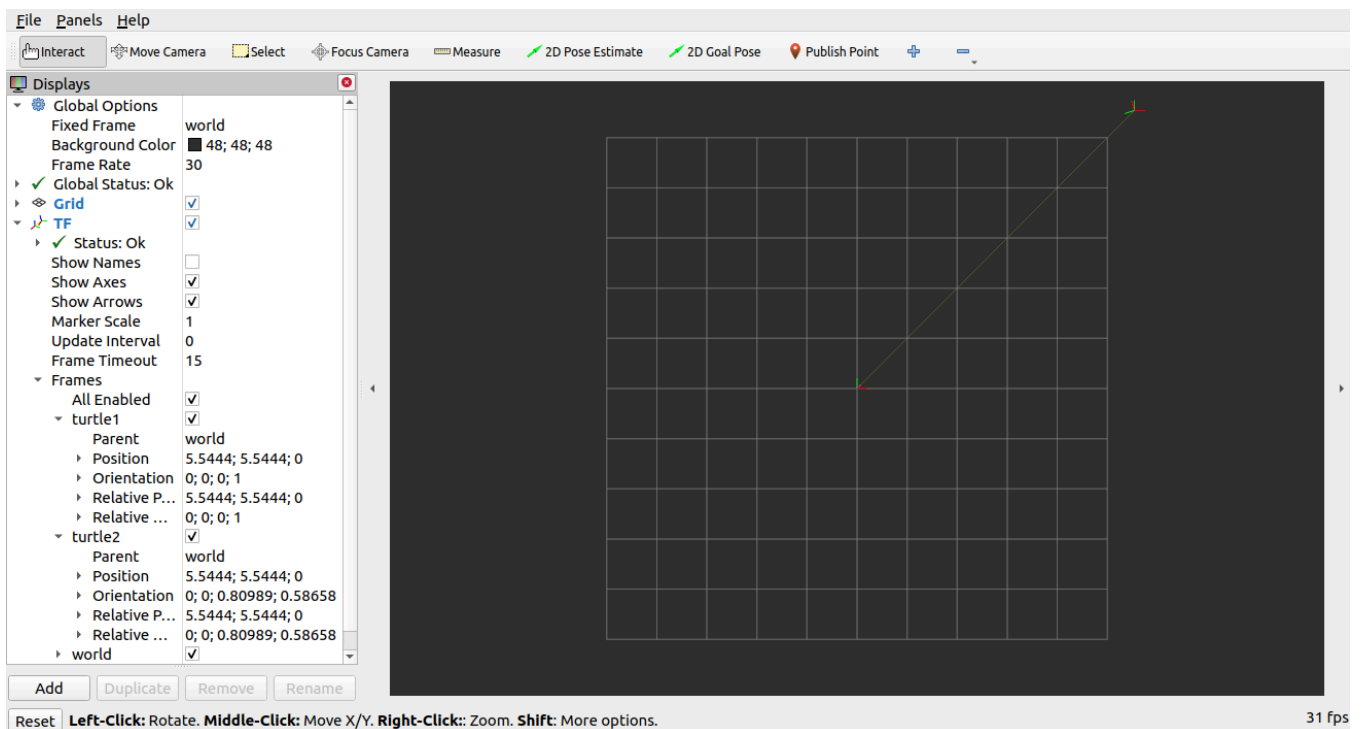 File Panels Help
Interact Move Camera Select Focus Camera Measure 2D Pose Estimate 2D Goal Pose Publish Point
Displays
Global Options
Fixed Frame world
Background Color 48; 48; 48
Frame Rate 30
Global Status: Ok
Grid
TF
Status: Ok
Show Names
Show Axes
Show Arrows
Marker Scale 1
Update Interval 0
Frame Timeout 15
Frames
All Enabled
turtle1
Parent world
Position 5.5444; 5.5444; 0
Orientation 0; 0; 0; 1
Relative P... 5.5444; 5.5444; 0
Relative ... 0; 0; 0; 1
turtle2
Parent world
Position 5.5444; 5.5444; 0
Orientation 0; 0; 0.80989; 0.58658
Relative P... 5.5444; 5.5444; 0
Relative ... 0; 0; 0.80989; 0.58658
world
Add Duplicate Remove Rename
Reset Left-Click: Rotate. Middle-Click: Move X/Y. Right-Click:: Zoom. Shift: More options. 31 fps